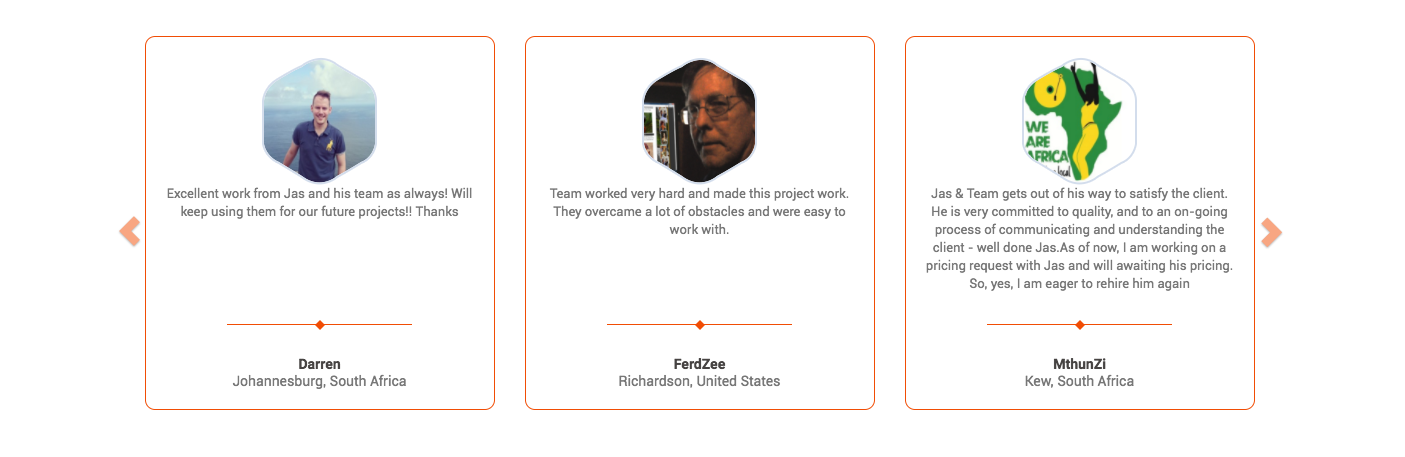 Excellent work from Jas and his team as always! Will
keep using them for our future projects!! Thanks
Darren
Johannesburg, South Africa
Team worked very hard and made this project work.
They overcame a lot of obstacles and were easy to
work with.
FerdZee
Richardson, United States
WE
ARE
AFRICA
local
Jas & Team gets out of his way to satisfy the client.
He is very committed to quality, and to an on-going
process of communicating and understanding the
client - well done Jas.As of now, I am working on a
pricing request with Jas and will awaiting his pricing.
So, yes, I am eager to rehire him again
MthunZi
Kew, South Africa